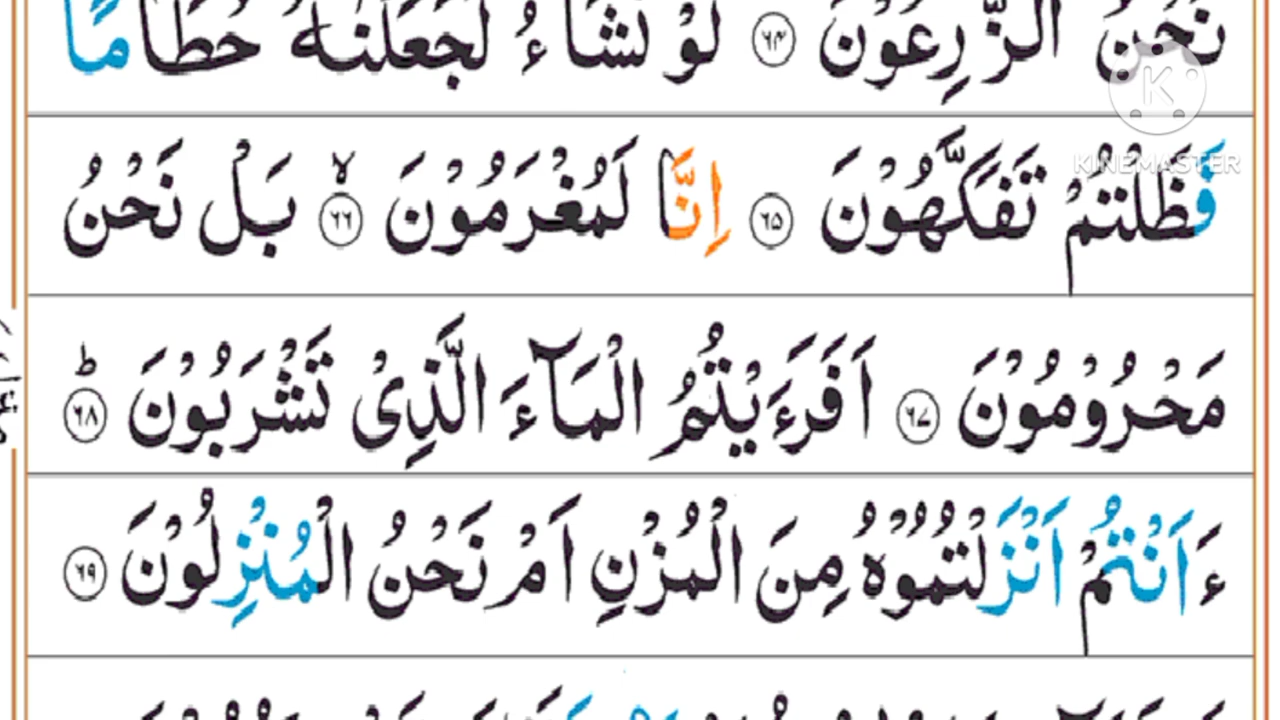 نَحْنُ الزّٰرِعُوْنَ ﴿۶۴﴾ لَوْ نَشَآءُ لَجَعَلْنٰهُ حُطَامًا
فَظَلْتُمْ تَفَكَّهُوْنَ ﴿۶۵﴾ اِنَّا لَمُغْرَمُوْنَ ﴿۶۶﴾ۙ بَلْ نَحْنُ
مَحْرُوْمُوْنَ ﴿۶۷﴾ اَفَرَءَيْتُمُ الْمَآءَ الَّذِیْ تَشْرَبُوْنَ ﴿۶۸﴾ؕ
ءَاَنْتُمْ اَنْزَلْتُمُوْهُ مِنَ الْمُزْنِ اَمْ نَحْنُ الْمُنْزِلُوْنَ ﴿۶۹﴾
K
KINEMASTER